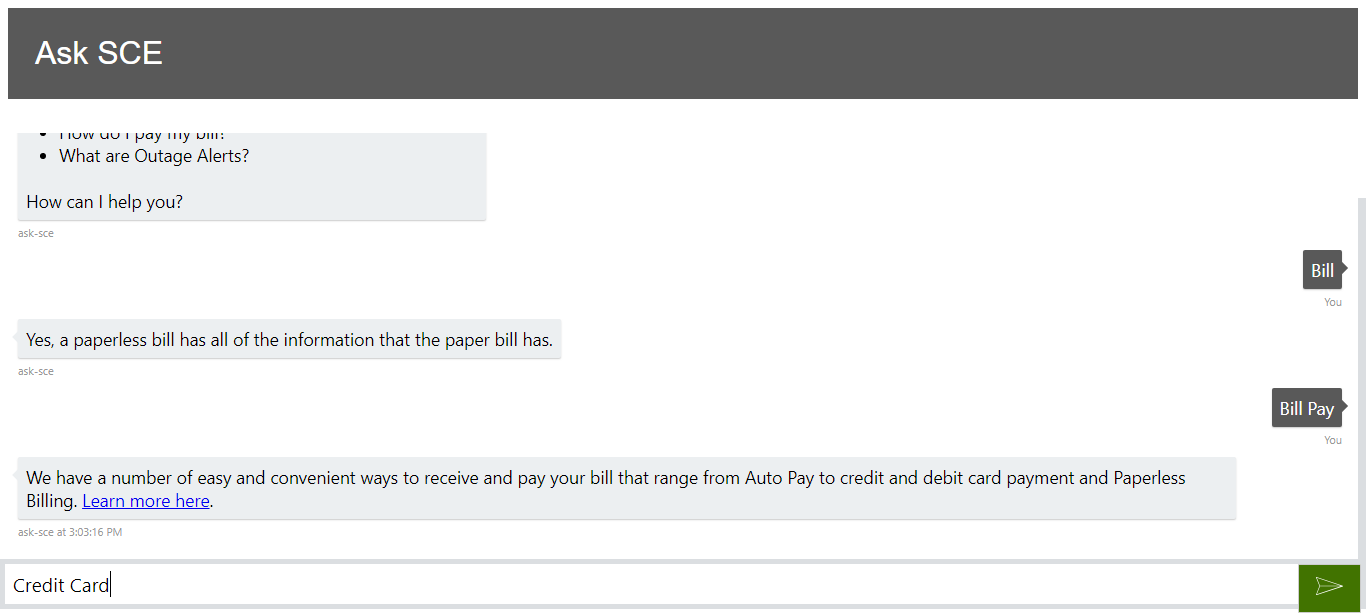 Ask SCE
How do I pay my bill?
What are Outage Alerts?
How can I help you?
ask-sce
Bill
You
Yes, a paperless bill has all of the information that the paper bill has.
ask-sce
Bill Pay
You
We have a number of easy and convenient ways to receive and pay your bill that range from Auto Pay to credit and debit card payment and Paperless
Billing. Learn more here.
ask-sce at 3:03:16 PM
Credit Card